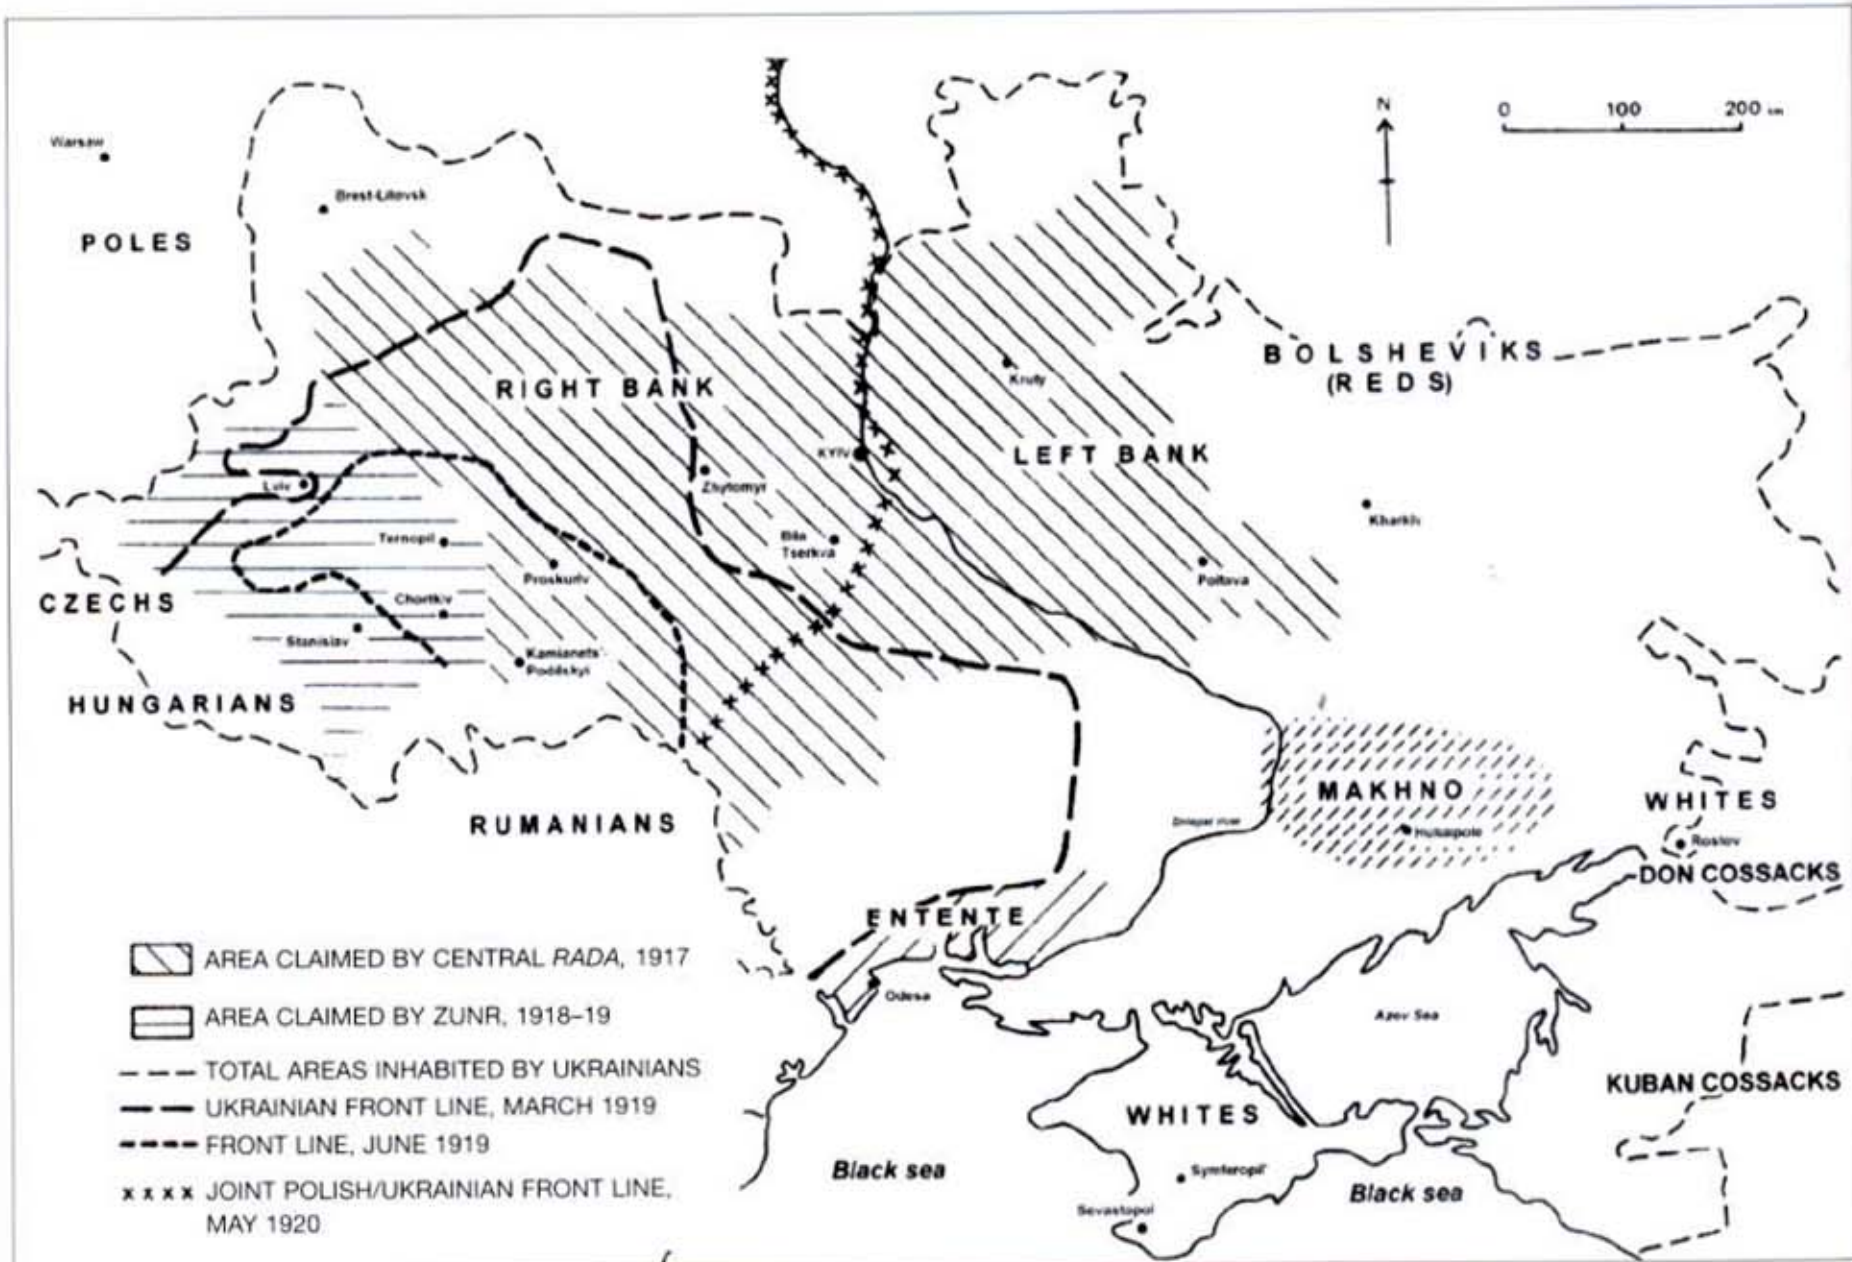 N
0 100 200 km
Warsaw
Brest-Litovsk
POLES
BOLSHEVIKS
(REDS)
RIGHT BANK
Kruty
KYIV
LEFT BANK
Lviv
Zhytomyr
Kharkiv
Ternopil
Bila
Tserkva
Proskuriv
Poltava
CZECHS
Chortkiv
Stanislav
Kamianets'-
Podilskyi
HUNGARIANS
MAKHNO
WHITES
RUMANIANS
Dnieper river
Huliaipole
Rostov
DON COSSACKS
ENTENTE
Odesa
Azov Sea
KUBAN COSSACKS
WHITES
Black sea
Symferopil'
Black sea
Sevastopol
AREA CLAIMED BY CENTRAL RADA, 1917
AREA CLAIMED BY ZUNR, 1918–19
TOTAL AREAS INHABITED BY UKRAINIANS
UKRAINIAN FRONT LINE, MARCH 1919
FRONT LINE, JUNE 1919
x x x x JOINT POLISH/UKRAINIAN FRONT LINE,
MAY 1920